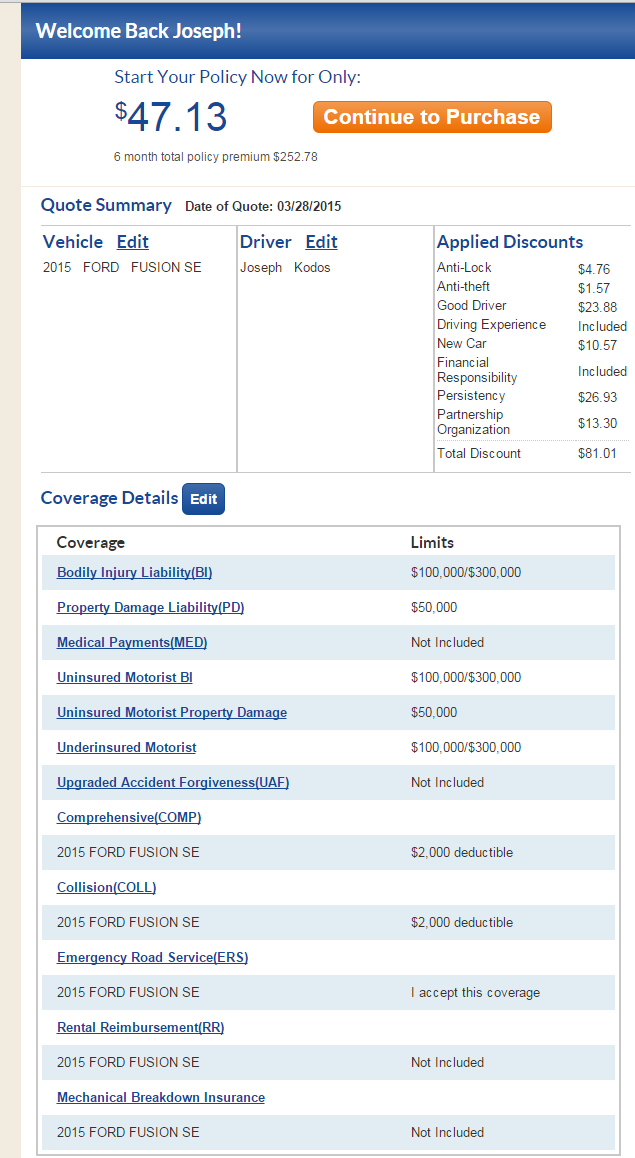 Welcome Back Joseph!
Start Your Policy Now for Only:
$47.13
Continue to Purchase
6 month total policy premium $252.78
Quote Summary Date of Quote: 03/28/2015
Vehicle Edit
2015 FORD FUSION SE
Driver Edit
Joseph Kodos
Applied Discounts
Anti-Lock $4.76
Anti-theft $1.57
Good Driver $23.88
Driving Experience Included
New Car $10.57
Financial
Responsibility Included
Persistency $26.93
Partnership
Organization $13.30
Total Discount $81.01
Coverage Details Edit
Coverage Limits
Bodily Injury Liability(BI) $100,000/$300,000
Property Damage Liability(PD) $50,000
Medical Payments(MED) Not Included
Uninsured Motorist BI $100,000/$300,000
Uninsured Motorist Property Damage $50,000
Underinsured Motorist $100,000/$300,000
Upgraded Accident Forgiveness(UAF) Not Included
Comprehensive(COMP)
2015 FORD FUSION SE $2,000 deductible
Collision(COLL)
2015 FORD FUSION SE $2,000 deductible
Emergency Road Service(ERS)
2015 FORD FUSION SE I accept this coverage
Rental Reimbursement(RR)
2015 FORD FUSION SE Not Included
Mechanical Breakdown Insurance
2015 FORD FUSION SE Not Included